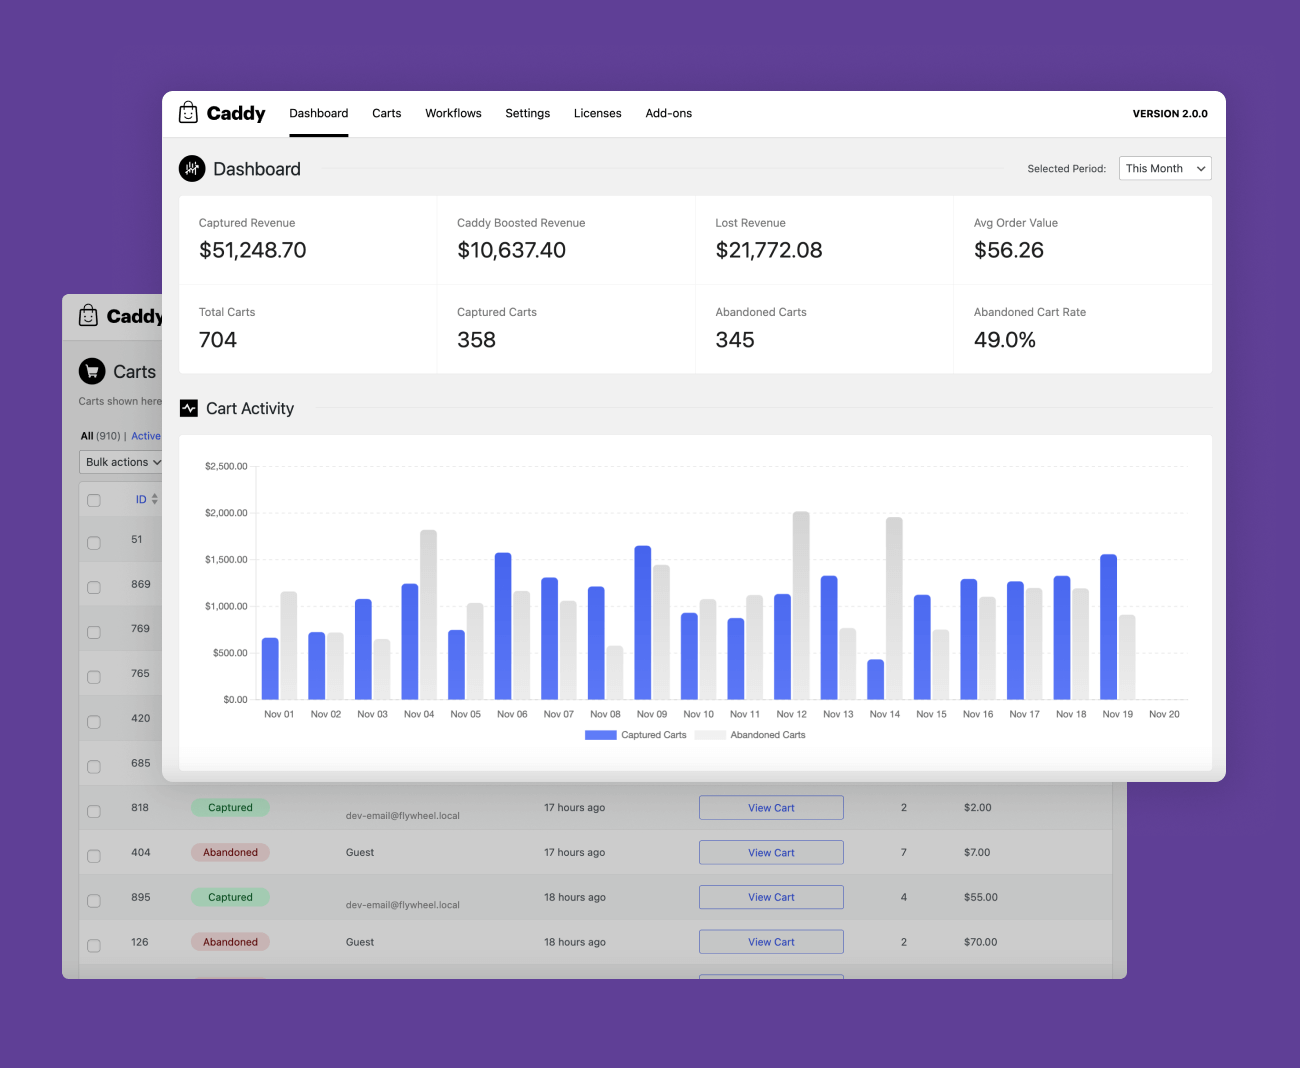 Caddy Dashboard Carts Workflows Settings Licenses Add-ons VERSION 2.0.0
Dashboard Selected Period: This Month
Captured Revenue Caddy Boosted Revenue Lost Revenue Avg Order Value
$51,248.70 $10,637.40 $21,772.08 $56.26
Total Carts Captured Carts Abandoned Carts Abandoned Cart Rate
704 358 345 49.0%
Cart Activity
$2,500.00
$2,000.00
$1,500.00
$1,000.00
$500.00
$0.00
Nov 01 Nov 02 Nov 03 Nov 04 Nov 05 Nov 06 Nov 07 Nov 08 Nov 09 Nov 10 Nov 11 Nov 12 Nov 13 Nov 14 Nov 15 Nov 16 Nov 17 Nov 18 Nov 19 Nov 20
Captured Carts Abandoned Carts
Caddy
Carts
Carts shown here
All (910) | Active
Bulk actions
ID
51
869
769
765
420
685
818 Captured dev-email@flywheel.local 17 hours ago View Cart 2 $2.00
404 Abandoned Guest 17 hours ago View Cart 7 $7.00
895 Captured dev-email@flywheel.local 18 hours ago View Cart 4 $55.00
126 Abandoned Guest 18 hours ago View Cart 2 $70.00